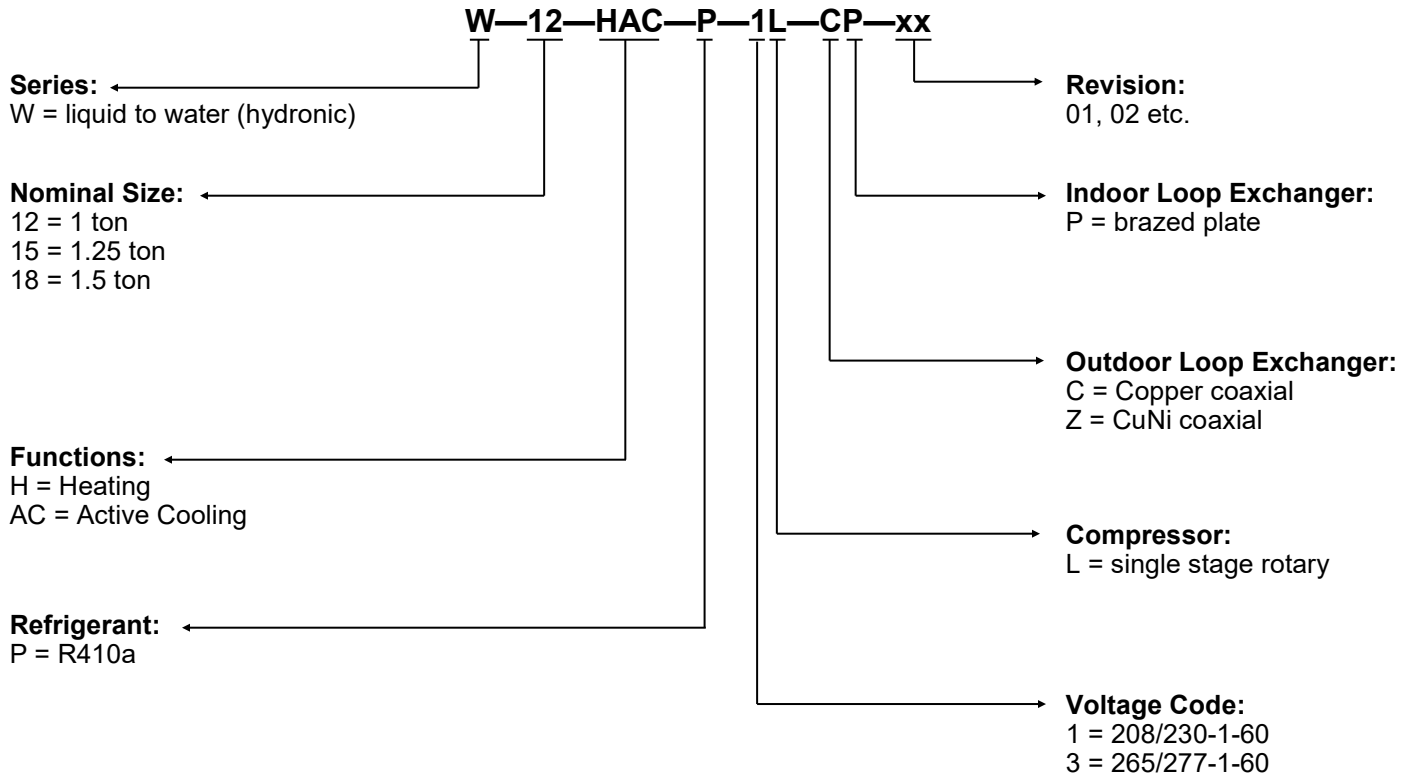 W—12—HAC—P—1L—CP—xx
Series:
W = liquid to water (hydronic)
Nominal Size:
12 = 1 ton
15 = 1.25 ton
18 = 1.5 ton
Functions:
H = Heating
AC = Active Cooling
Refrigerant:
P = R410a
Revision:
01, 02 etc.
Indoor Loop Exchanger:
P = brazed plate
Outdoor Loop Exchanger:
C = Copper coaxial
Z = CuNi coaxial
Compressor:
L = single stage rotary
Voltage Code:
1 = 208/230-1-60
3 = 265/277-1-60